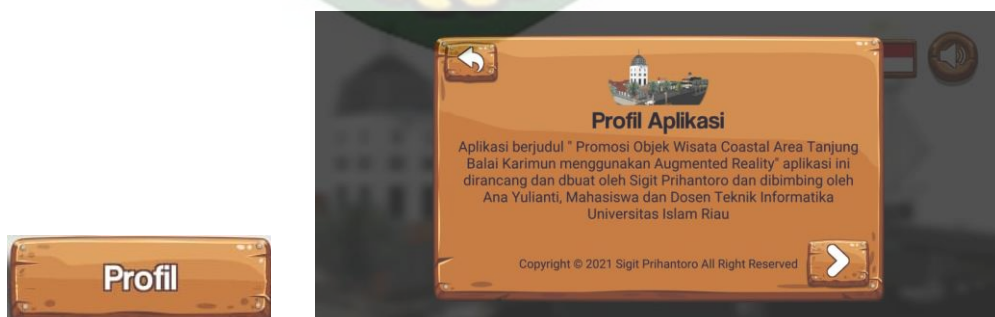 Profil
Profil Aplikasi
Aplikasi berjudul " Promosi Objek Wisata Coastal Area Tanjung
Balai Karimun menggunakan Augmented Reality" aplikasi ini
dirancang dan dbuat oleh Sigit Prihantoro dan dibimbing oleh
Ana Yulianti, Mahasiswa dan Dosen Teknik Informatika
Universitas Islam Riau
Copyright © 2021 Sigit Prihantoro All Right Reserved